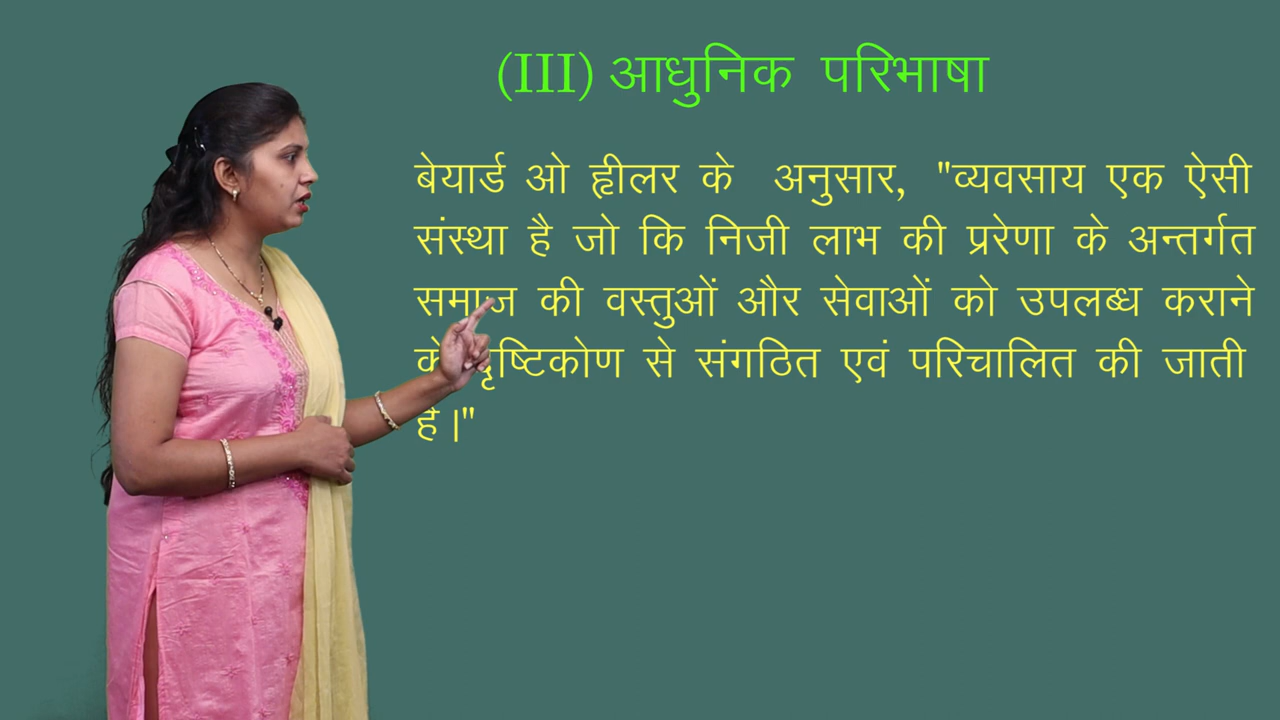 (III) आधुनिक परिभाषा
बेयार्ड ओ व्हीलर के अनुसार, "व्यवसाय एक ऐसी
संस्था है जो कि निजी लाभ की प्ररेणा के अन्तर्गत
समाज की वस्तुओं और सेवाओं को उपलब्ध कराने
के दृष्टिकोण से संगठित एवं परिचालित की जाती
है।"